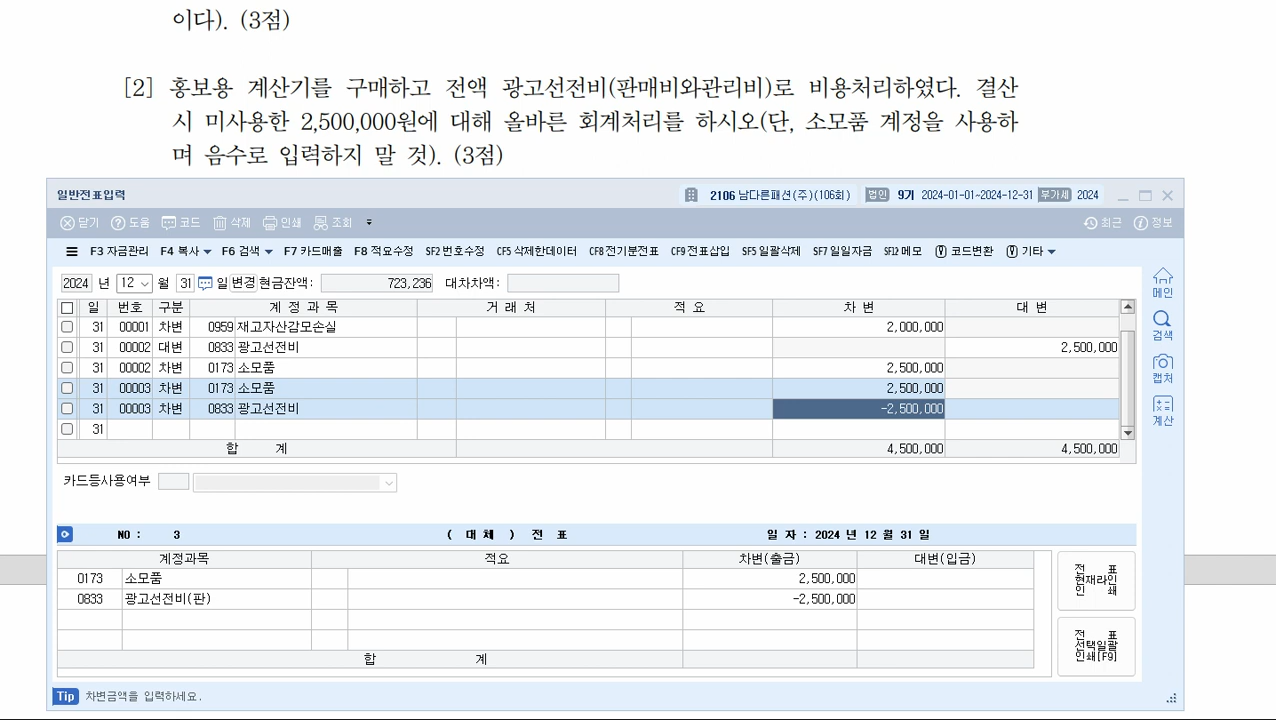 이다). (3점)
[2] 홍보용 계산기를 구매하고 전액 광고선전비(판매비와관리비)로 비용처리하였다. 결산
시 미사용한 2,500,000원에 대해 올바른 회계처리를 하시오(단, 소모품 계정을 사용하
며 음수로 입력하지 말 것). (3점)
일반전표입력 2106 남다른패션(주)(106회) 법인 9기 2024-01-01~2024-12-31 부가세 2024
닫기 도움 코드 삭제 인쇄 조회 최근 정보
F3 자금관리 F4 복사 F6 검색 F7 카드매출 F8 적요수정 SF2 번호수정 CF5 삭제한데이터 CF8 전기분전표 CF9 전표삽입 SF5 일괄삭제 SF7 일일자금 SF12 메모 코드변환 기타
2024 년 12 월 31 일 변경 현금잔액: 723,236 대차차액:
일 번호 구분 계 정 과 목 거 래 처 적 요 차 변 대 변
31 00001 차변 0959 재고자산감모손실 2,000,000
31 00002 대변 0833 광고선전비 2,500,000
31 00002 차변 0173 소모품 2,500,000
31 00003 차변 0173 소모품 2,500,000
31 00003 차변 0833 광고선전비 -2,500,000
31
합 계 4,500,000 4,500,000
카드등사용여부
NO : 3 ( 대 체 ) 전 표 일 자 : 2024 년 12 월 31 일
계정과목 적요 차변(출금) 대변(입금)
0173 소모품 2,500,000
0833 광고선전비(판) -2,500,000
합 계
전 표
현재라인
인 쇄
전 표
선택일괄
인쇄[F9]
메인
검색
캡처
계산
Tip 차변금액을 입력하세요.